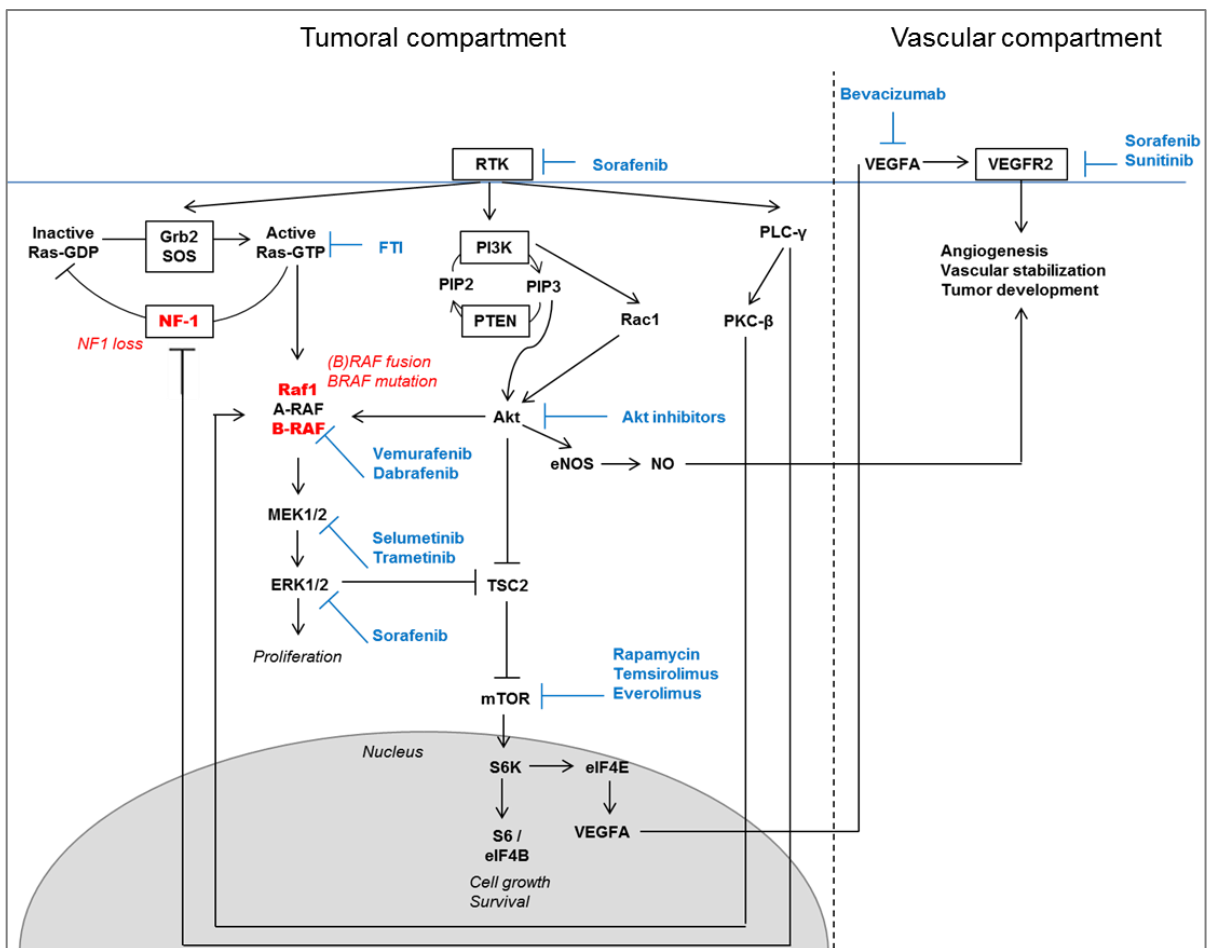 Tumoral compartment
Vascular compartment
Bevacizumab
RTK
Sorafenib
VEGFA
VEGFR2
Sorafenib
Sunitinib
Inactive
Ras-GDP
Grb2
SOS
Active
Ras-GTP
FTI
PI3K
PIP2
PIP3
PTEN
PLC-γ
Rac1
PKC-β
Angiogenesis
Vascular stabilization
Tumor development
NF-1
NF1 loss
(B)RAF fusion
BRAF mutation
Raf1
A-RAF
B-RAF
Akt
Akt inhibitors
Vemurafenib
Dabrafenib
eNOS
NO
MEK1/2
Selumetinib
Trametinib
ERK1/2
TSC2
Sorafenib
Proliferation
Rapamycin
Temsirolimus
Everolimus
mTOR
Nucleus
S6K
eIF4E
S6 /
eIF4B
VEGFA
Cell growth
Survival